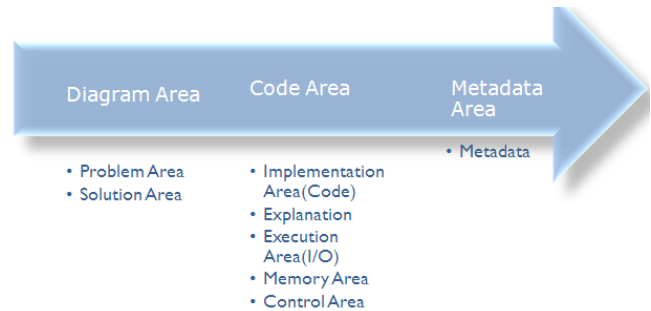 Diagram Area
Code Area
Metadata
Area
• Problem Area
• Solution Area
• Implementation
Area(Code)
• Explanation
• Execution
Area(I/O)
• Memory Area
• Control Area
• Metadata